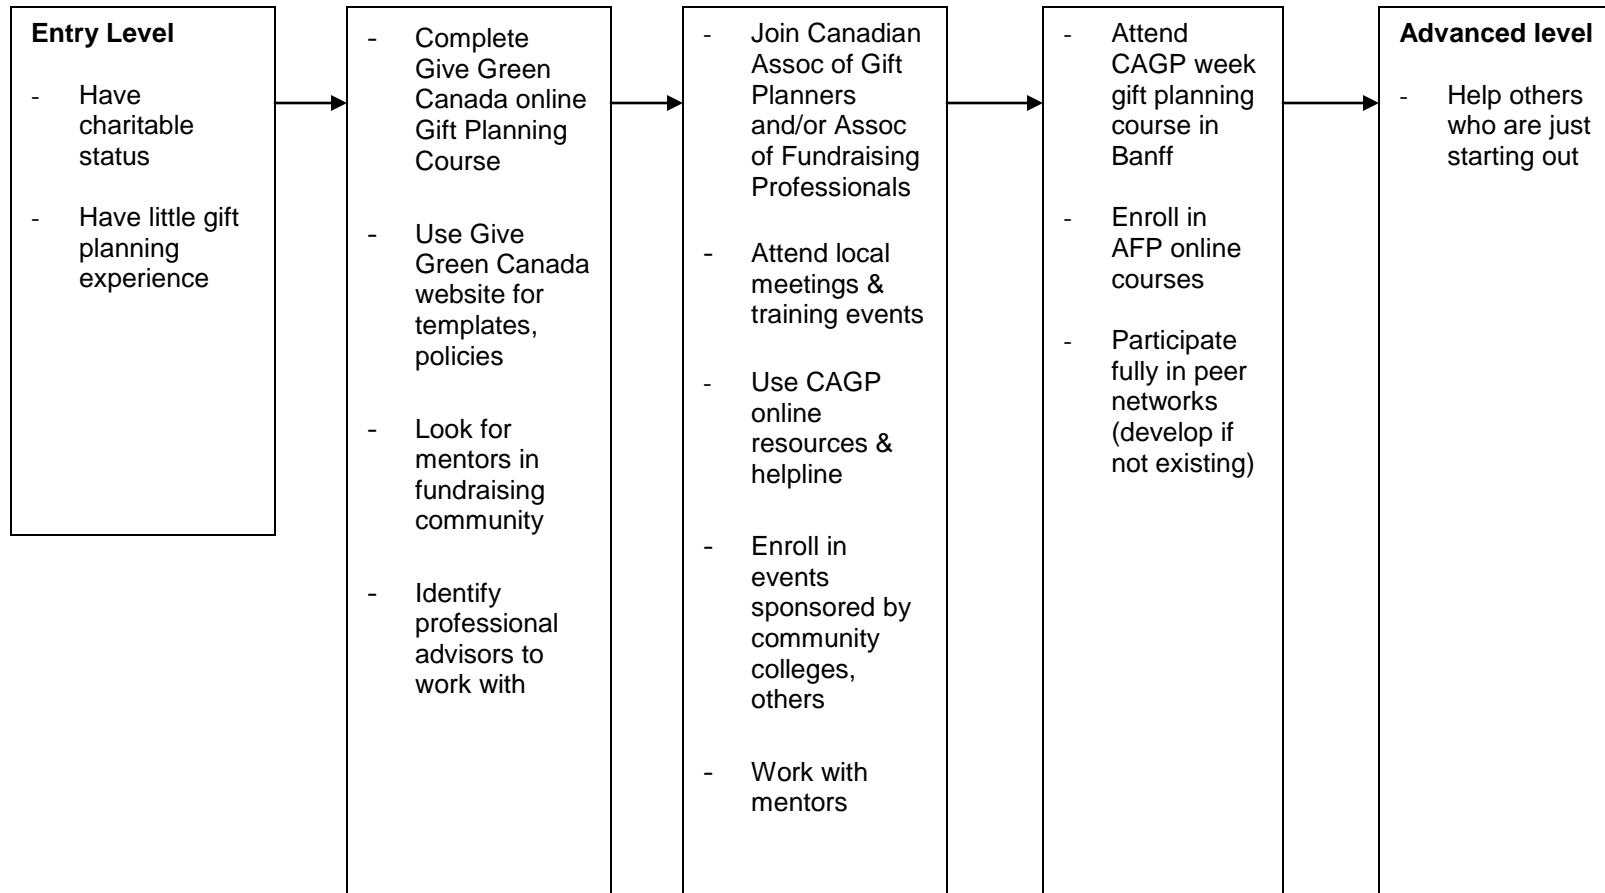 Entry Level
- Have
charitable
status
- Have little gift
planning
experience
- Complete
Give Green
Canada online
Gift Planning
Course
- Use Give
Green Canada
website for
templates,
policies
- Look for
mentors in
fundraising
community
- Identify
professional
advisors to
work with
- Join Canadian
Assoc of Gift
Planners
and/or Assoc
of Fundraising
Professionals
- Attend local
meetings &
training events
- Use CAGP
online
resources &
helpline
- Enroll in
events
sponsored by
community
colleges,
others
- Work with
mentors
- Attend
CAGP week
gift planning
course in
Banff
- Enroll in
AFP online
courses
- Participate
fully in peer
networks
(develop if
not existing)
Advanced level
- Help others
who are just
starting out